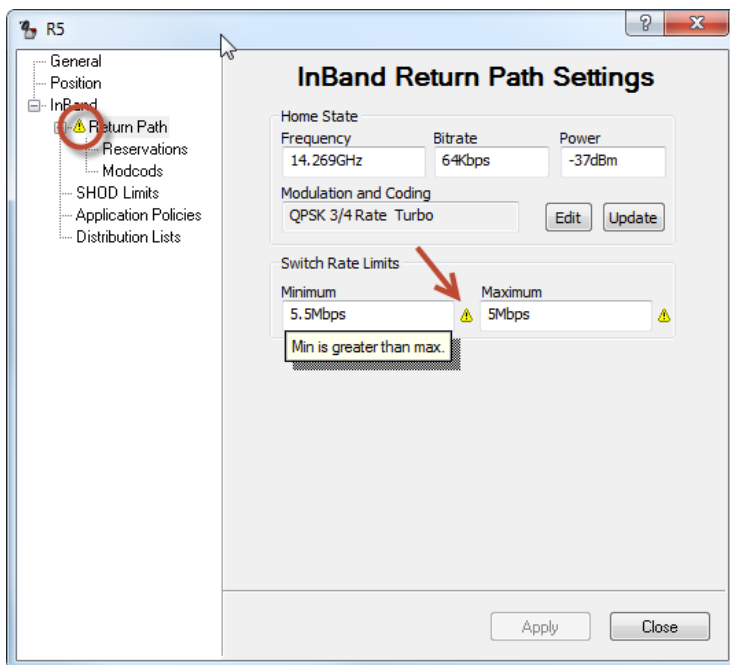 R5
General
Position
InBand
Return Path
Reservations
Modcods
SHOD Limits
Application Policies
Distribution Lists
InBand Return Path Settings
Home State
Frequency Bitrate Power
14.269GHz 64Kbps -37dBm
Modulation and Coding
QPSK 3/4 Rate Turbo Edit Update
Switch Rate Limits
Minimum Maximum
5.5Mbps 5Mbps
Min is greater than max.
Apply Close